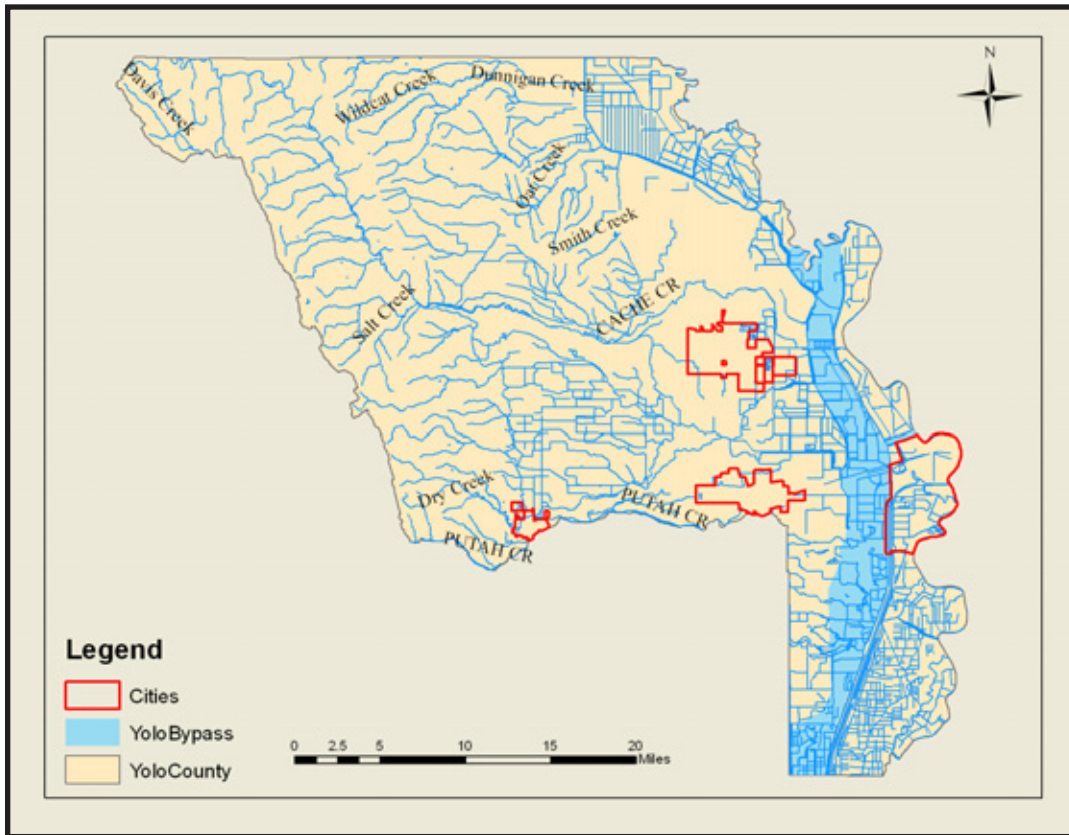 N
Davis Creek
Wildcat Creek
Dunnigan Creek
Oat Creek
Smith Creek
CACHE CR
Salt Creek
Dry Creek
PUTAH CR
PUTAH CR
Legend
Cities
YoloBypass
YoloCounty
0 2.5 5 10 15 20
Miles